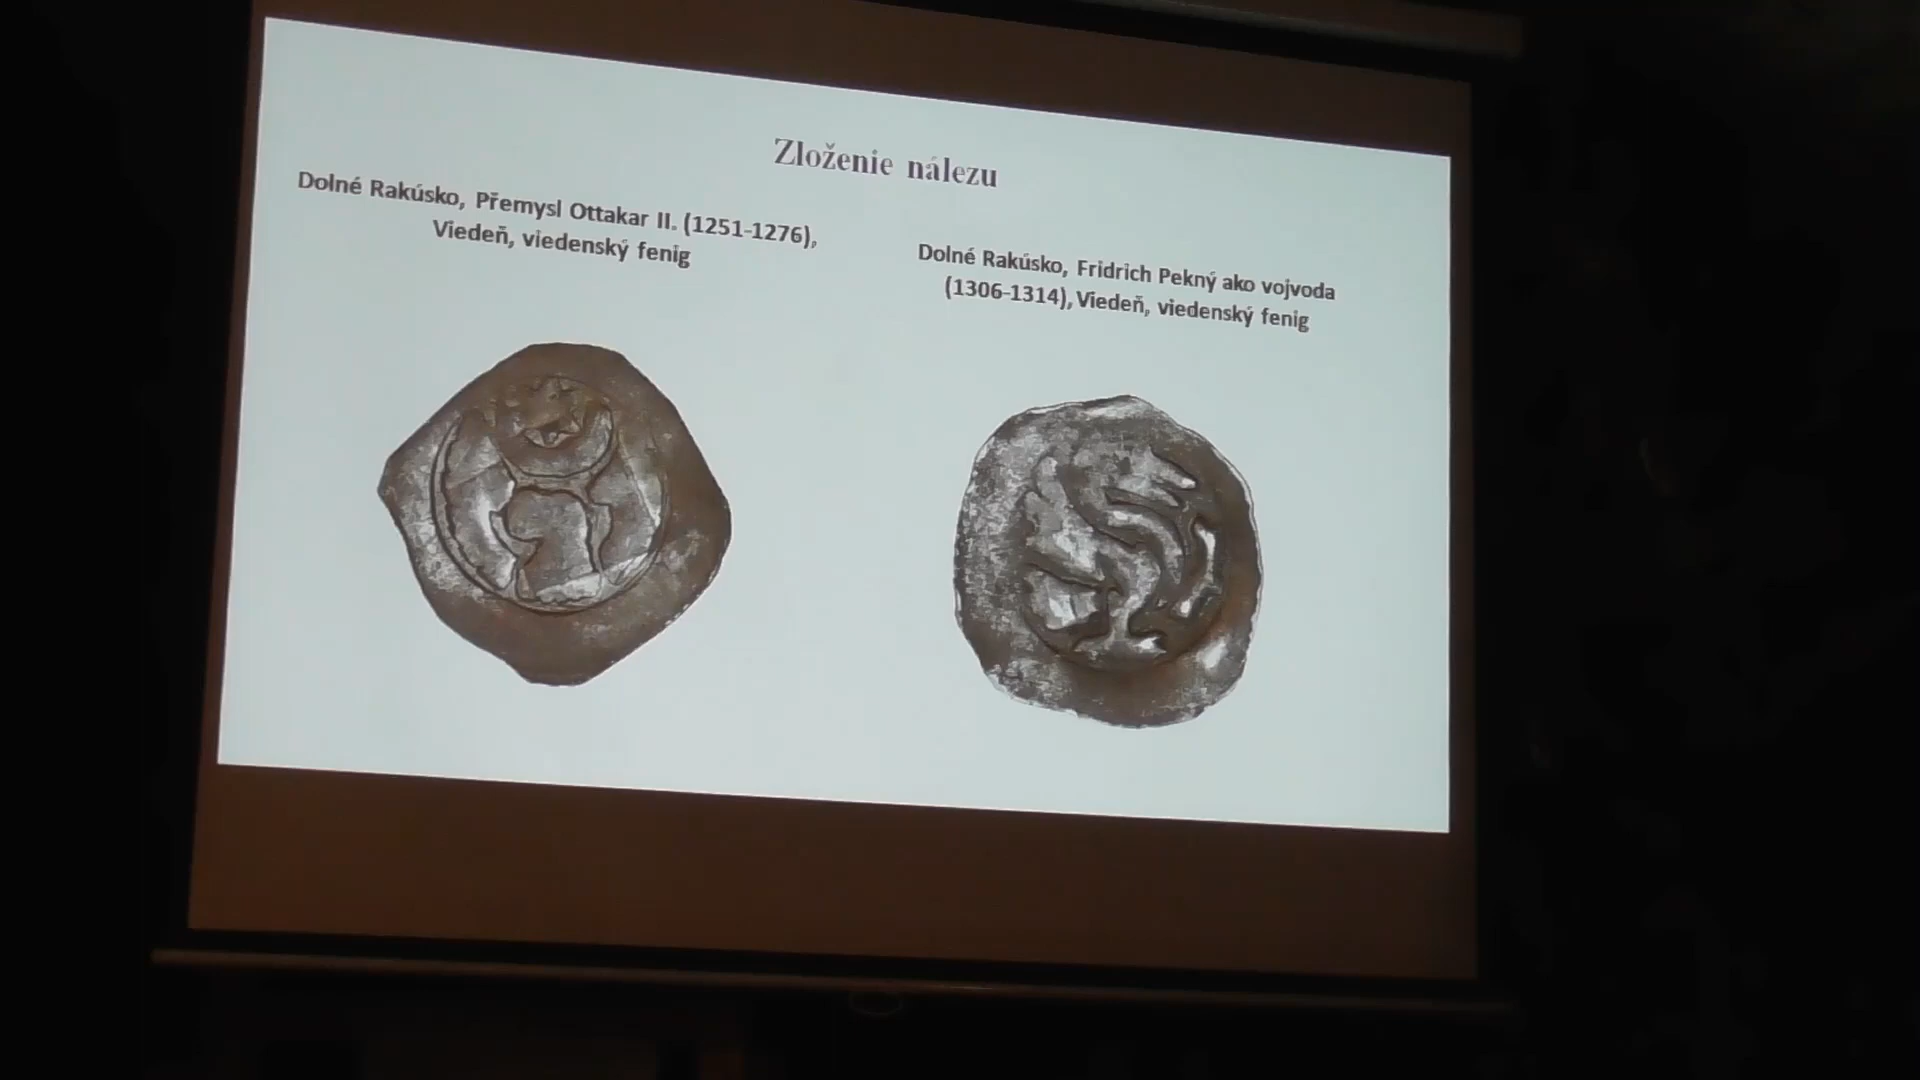 Zloženie nálezu
Dolné Rakúsko, Přemysl Ottakar II. (1251-1276),
Viedeň, viedenský fenig
Dolné Rakúsko, Fridrich Pekný ako vojvoda
(1306-1314), Viedeň, viedenský fenig